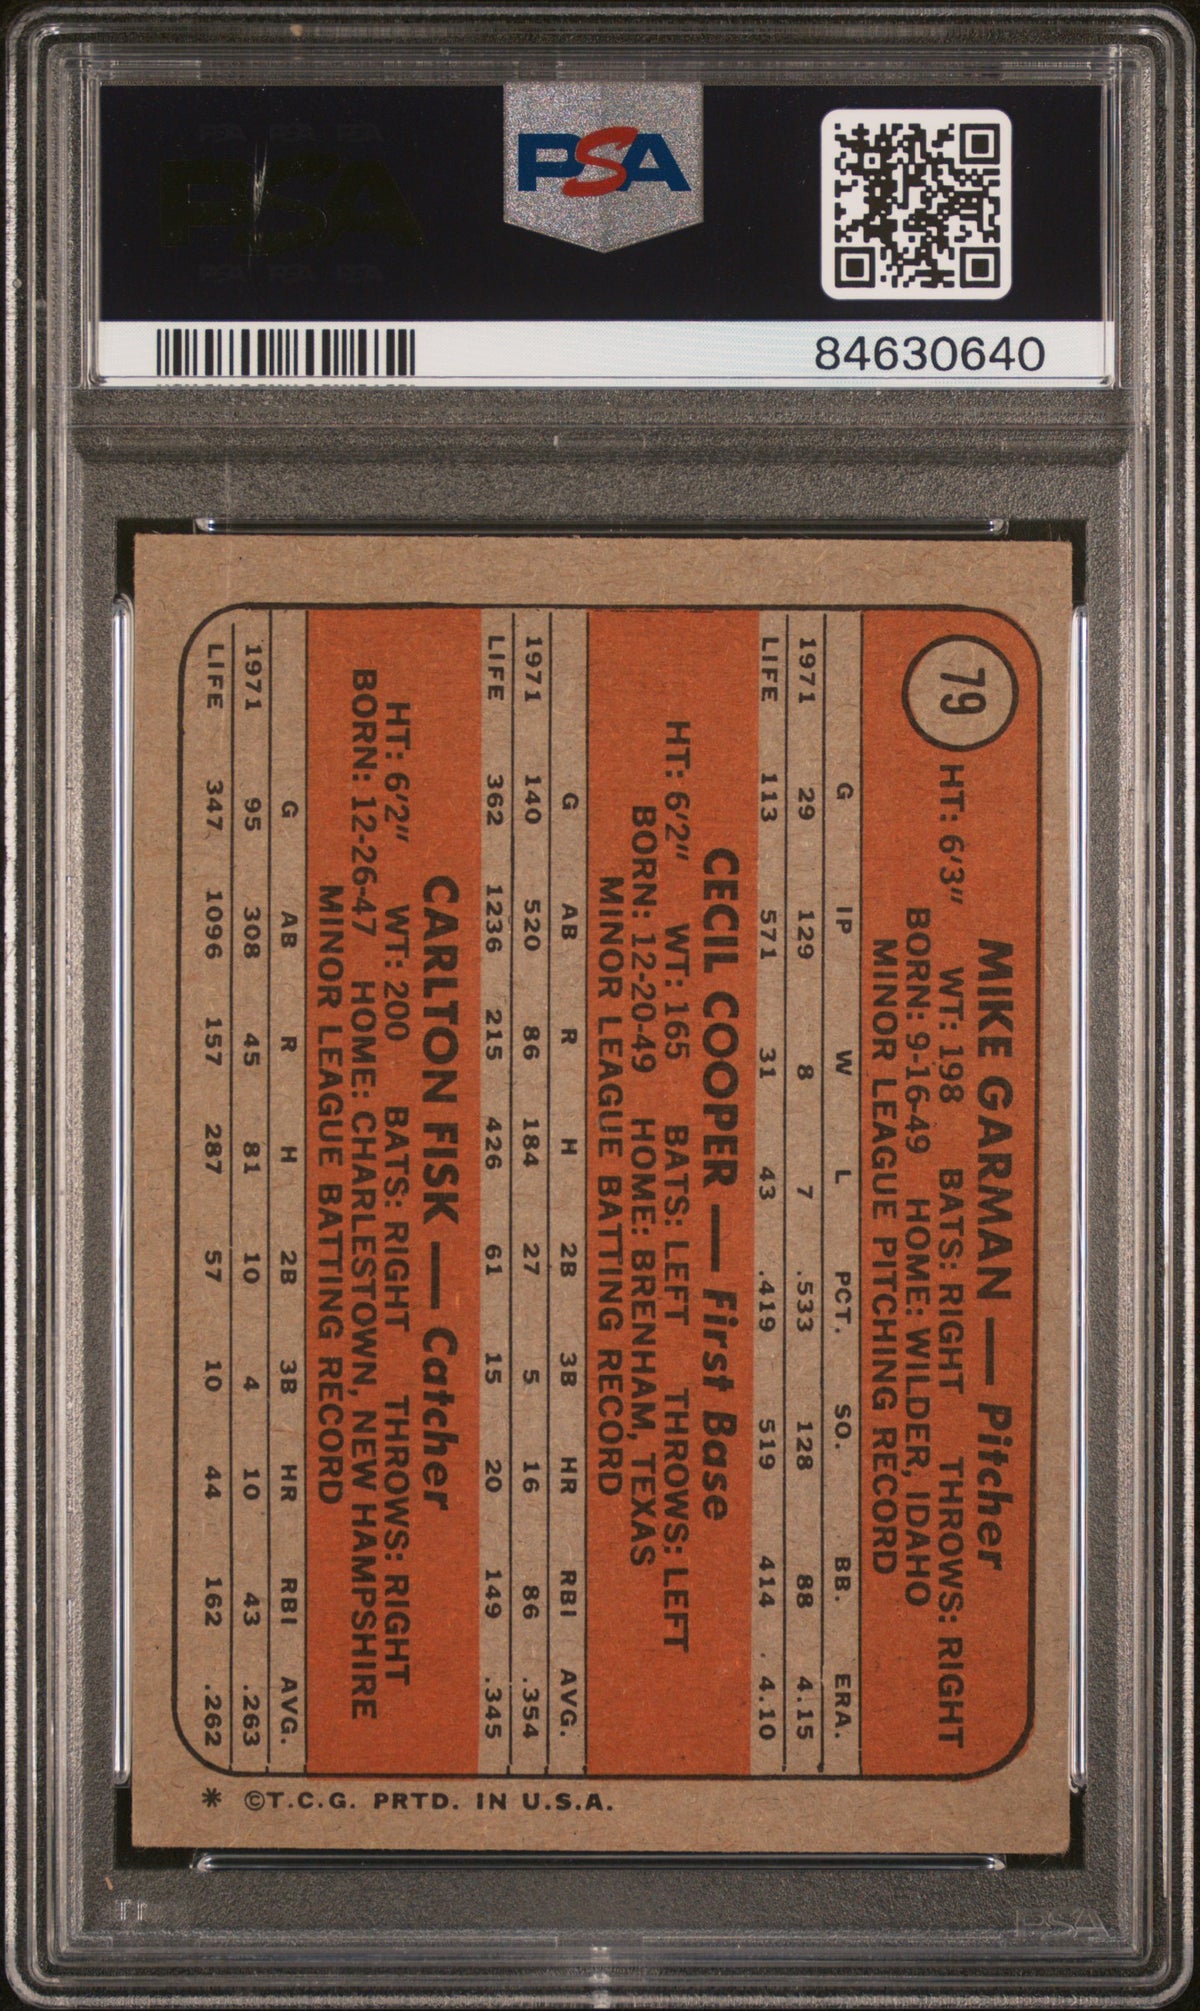 PSA
84630640
79
MIKE GARMAN — Pitcher
HT: 6'3" WT: 198 BATS: RIGHT THROWS: RIGHT
BORN: 9-16-49 HOME: WILDER, IDAHO
MINOR LEAGUE PITCHING RECORD
G IP W L PCT. SO. BB. ERA.
1971 29 129 8 7 .533 128 88 4.15
LIFE 113 571 31 43 .419 519 414 4.10
CECIL COOPER — First Base
HT: 6'2" WT: 165 BATS: LEFT THROWS: LEFT
BORN: 12-20-49 HOME: BRENHAM, TEXAS
MINOR LEAGUE BATTING RECORD
G AB R H 2B 3B HR RBI AVG.
1971 140 520 86 184 27 5 16 86 .354
LIFE 362 1236 215 426 61 15 20 149 .345
CARLTON FISK — Catcher
HT: 6'2" WT: 200 BATS: RIGHT THROWS: RIGHT
BORN: 12-26-47 HOME: CHARLESTOWN, NEW HAMPSHIRE
MINOR LEAGUE BATTING RECORD
G AB R H 2B 3B HR RBI AVG.
1971 95 308 45 81 10 4 10 43 .263
LIFE 347 1096 157 287 57 10 44 162 .262
* ©T.C.G. PRTD. IN U.S.A.
PSA